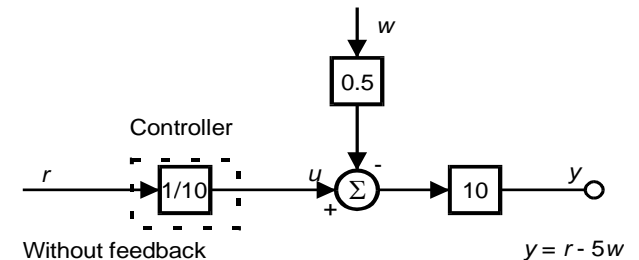 w
0.5
Controller
r
1/10
u
Σ
-
+
10
y
Without feedback
y = r - 5w